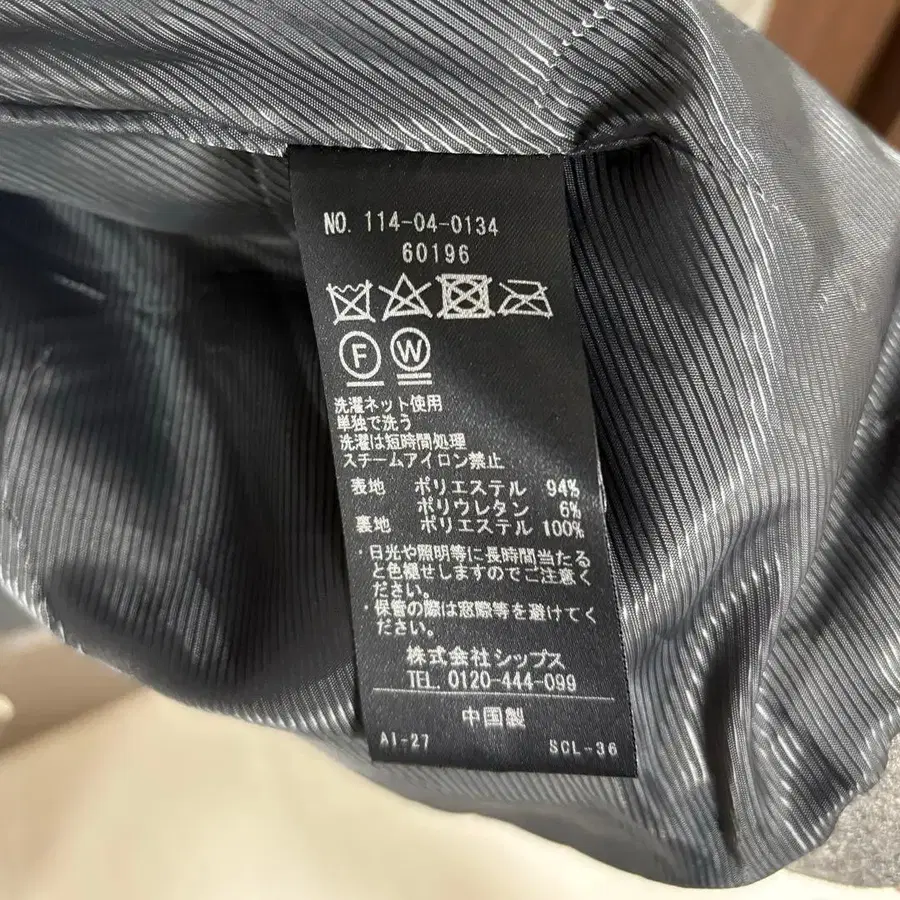 NO. 114-04-0134
60196
F W
洗濯ネット使用
単独で洗う
洗濯は短時間処理
スチームアイロン禁止
表地 ポリエステル 94%
ポリウレタン 6%
裏地 ポリエステル 100%
・日光や照明等に長時間当たる
と色褪せしますのでご注意く
ださい。
・保管の際は窓際等を避けてく
ださい。
株式会社シップス
TEL. 0120-444-099
中国製
AI-27 SCL-36